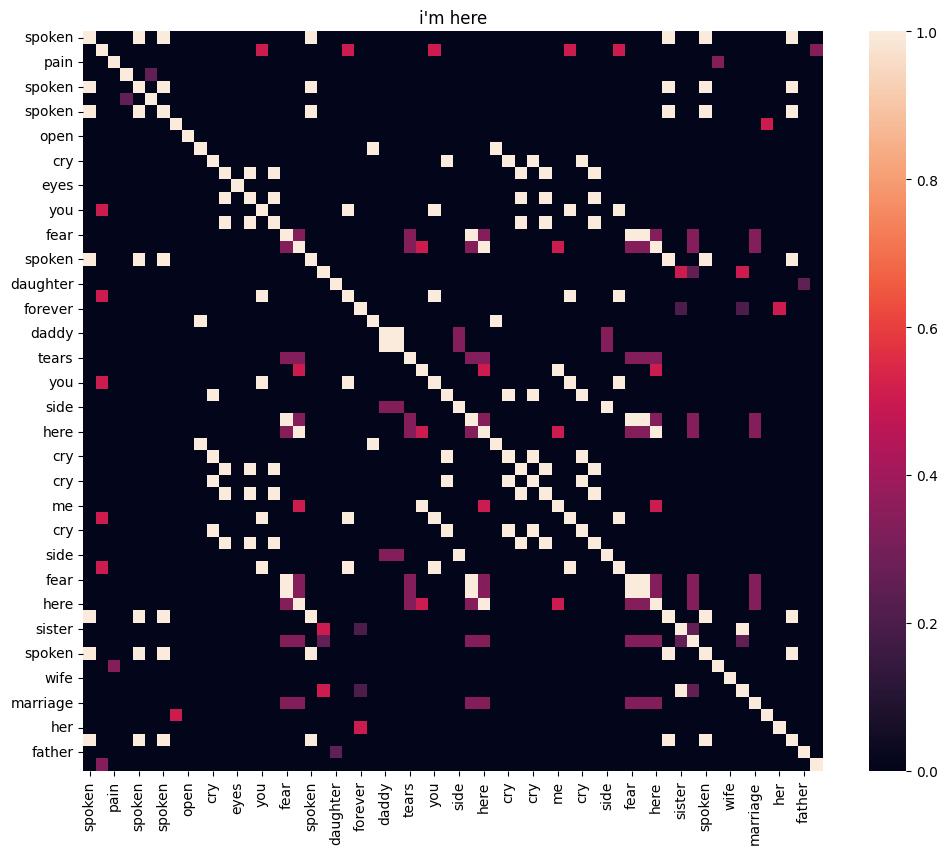 i'm here
spoken
pain
spoken
spoken
open
cry
eyes
you
fear
spoken
daughter
forever
daddy
tears
you
side
here
cry
cry
me
cry
side
fear
here
sister
spoken
wife
marriage
her
father
1.0
0.8
0.6
0.4
0.2
0.0
spoken
pain
spoken
spoken
open
cry
eyes
you
fear
spoken
daughter
forever
daddy
tears
you
side
here
cry
cry
me
cry
side
fear
here
sister
spoken
wife
marriage
her
father